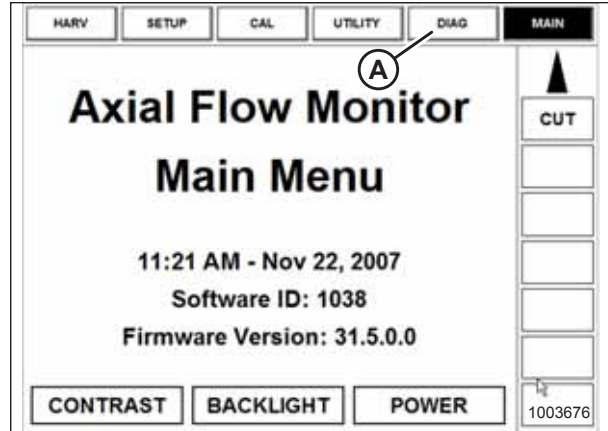 HARV SETUP CAL UTILITY DIAG MAIN
A
Axial Flow Monitor
CUT
Main Menu
11:21 AM - Nov 22, 2007
Software ID: 1038
Firmware Version: 31.5.0.0
CONTRAST BACKLIGHT POWER
1003676